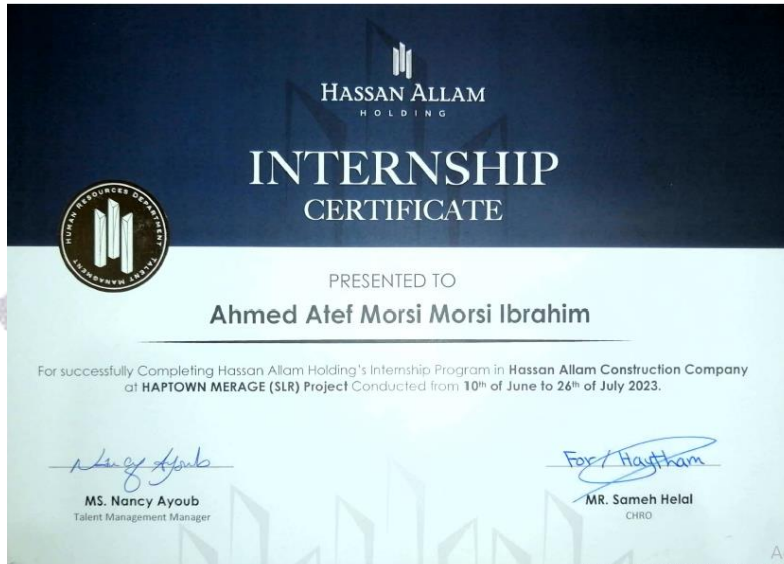 HASSAN ALLAM
HOLDING
INTERNSHIP
CERTIFICATE
HUMAN RESOURCES DEPARTMENT
TALENT MANAGMENT
PRESENTED TO
Ahmed Atef Morsi Morsi Ibrahim
For successfully Completing Hassan Allam Holding's Internship Program in Hassan Allam Construction Company
at HAPTOWN MERAGE (SLR) Project Conducted from 10th of June to 26th of July 2023.
Nancy Ayoub
For/Haytham
MS. Nancy Ayoub
MR. Sameh Helal
Talent Management Manager
CHRO